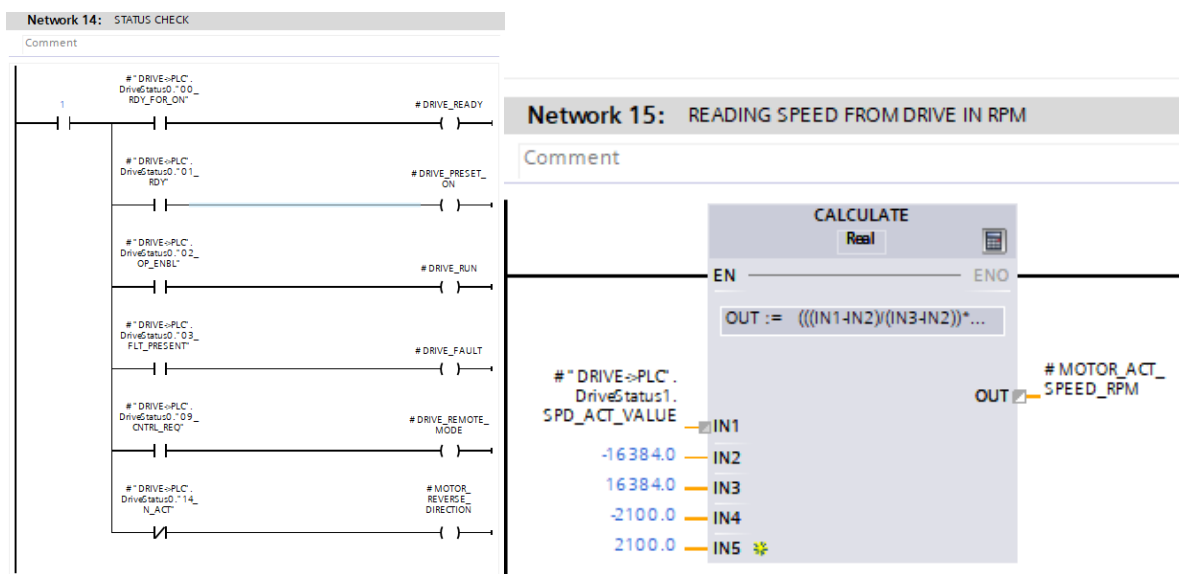 Network 14: STATUS CHECK
Comment
1
#"DRIVE->PLC".
DriveStatus0."00_
RDY_FOR_ON"
#DRIVE_READY
#"DRIVE->PLC".
DriveStatus0."01_
RDY"
#DRIVE_PRESET_
ON
#"DRIVE->PLC".
DriveStatus0."02_
OP_ENBL"
#DRIVE_RUN
#"DRIVE->PLC".
DriveStatus0."03_
FLT_PRESENT"
#DRIVE_FAULT
#"DRIVE->PLC".
DriveStatus0."09_
CNTRL_REQ"
#DRIVE_REMOTE_
MODE
#"DRIVE->PLC".
DriveStatus0."14_
N_ACT"
#MOTOR_
REVERSE_
DIRECTION
Network 15: READING SPEED FROM DRIVE IN RPM
Comment
CALCULATE
Real
EN
ENO
OUT := (((IN1-IN2)/(IN3-IN2))*...
#"DRIVE->PLC".
DriveStatus1.
SPD_ACT_VALUE
IN1
-16384.0
IN2
16384.0
IN3
-2100.0
IN4
2100.0
IN5
OUT
#MOTOR_ACT_
SPEED_RPM